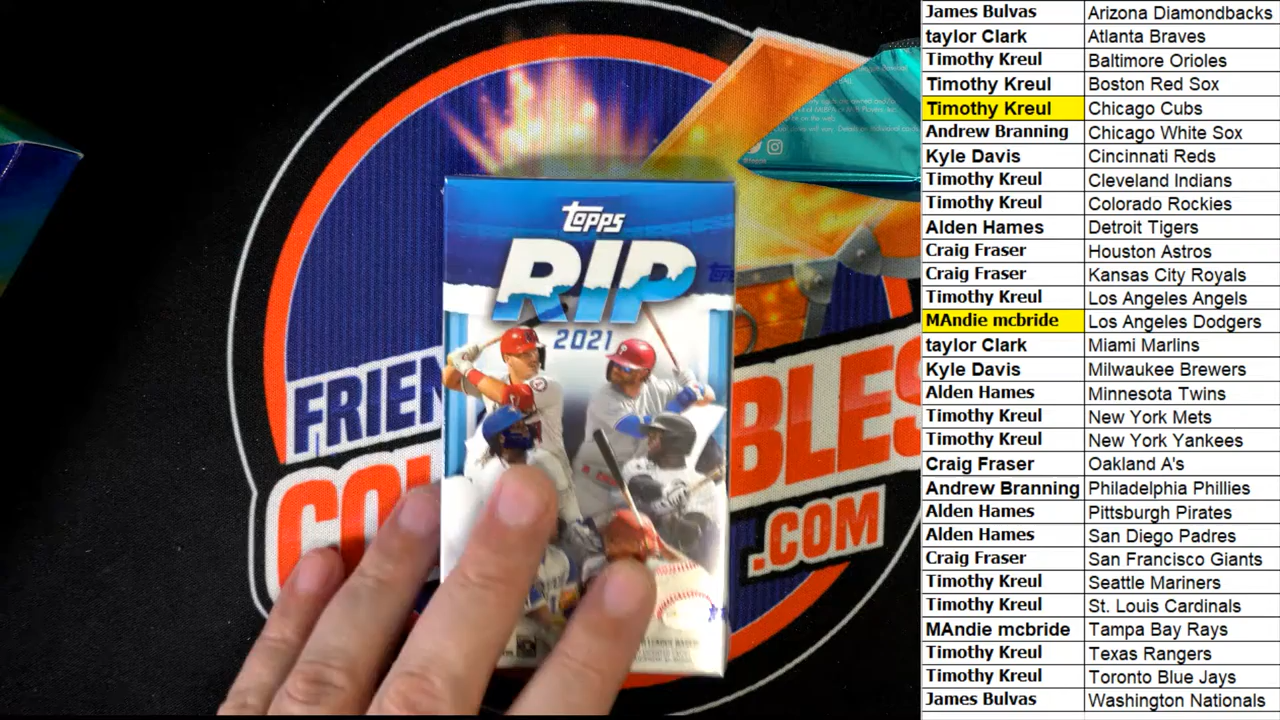 TOPPS
RIP
2021
FRIEN
BLES
CO
.COM
James Bulvas Arizona Diamondbacks
taylor Clark Atlanta Braves
Timothy Kreul Baltimore Orioles
Timothy Kreul Boston Red Sox
Timothy Kreul Chicago Cubs
Andrew Branning Chicago White Sox
Kyle Davis Cincinnati Reds
Timothy Kreul Cleveland Indians
Timothy Kreul Colorado Rockies
Alden Hames Detroit Tigers
Craig Fraser Houston Astros
Craig Fraser Kansas City Royals
Timothy Kreul Los Angeles Angels
MAndie mcbride Los Angeles Dodgers
taylor Clark Miami Marlins
Kyle Davis Milwaukee Brewers
Alden Hames Minnesota Twins
Timothy Kreul New York Mets
Timothy Kreul New York Yankees
Craig Fraser Oakland A's
Andrew Branning Philadelphia Phillies
Alden Hames Pittsburgh Pirates
Alden Hames San Diego Padres
Craig Fraser San Francisco Giants
Timothy Kreul Seattle Mariners
Timothy Kreul St. Louis Cardinals
MAndie mcbride Tampa Bay Rays
Timothy Kreul Texas Rangers
Timothy Kreul Toronto Blue Jays
James Bulvas Washington Nationals